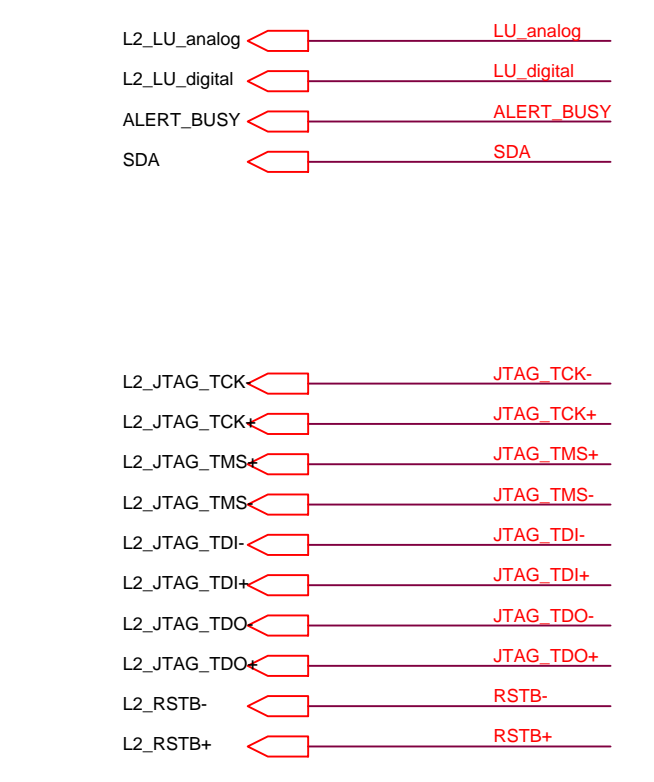 L2_LU_analog LU_analog
L2_LU_digital LU_digital
ALERT_BUSY ALERT_BUSY
SDA SDA
L2_JTAG_TCK- JTAG_TCK-
L2_JTAG_TCK+ JTAG_TCK+
L2_JTAG_TMS+ JTAG_TMS+
L2_JTAG_TMS- JTAG_TMS-
L2_JTAG_TDI- JTAG_TDI-
L2_JTAG_TDI+ JTAG_TDI+
L2_JTAG_TDO- JTAG_TDO-
L2_JTAG_TDO+ JTAG_TDO+
L2_RSTB- RSTB-
L2_RSTB+ RSTB+